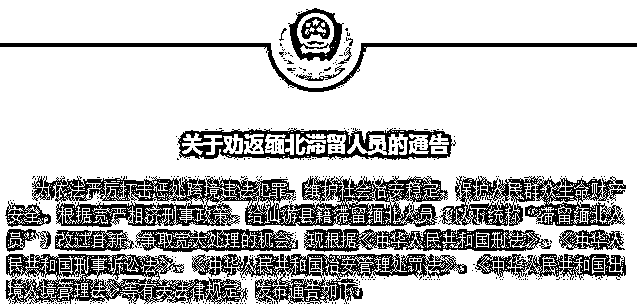 关于劝返缅北滞留人员的通告
为依法严厉打击惩处跨境违法犯罪，维护社会治安稳定，保护人民群众生命财产
安全，根据宽严相济刑事政策，给山防县籍滞留缅北人员（以下统称“滞留缅北人
员”）改过自新、争取宽大处理的机会，现根据《中华人民共和国刑法》、《中华人
民共和国刑事诉讼法》、《中华人民共和国治安管理处罚法》、《中华人民共和国出
境入境管理法》等有关法律规定，发布通告如下。